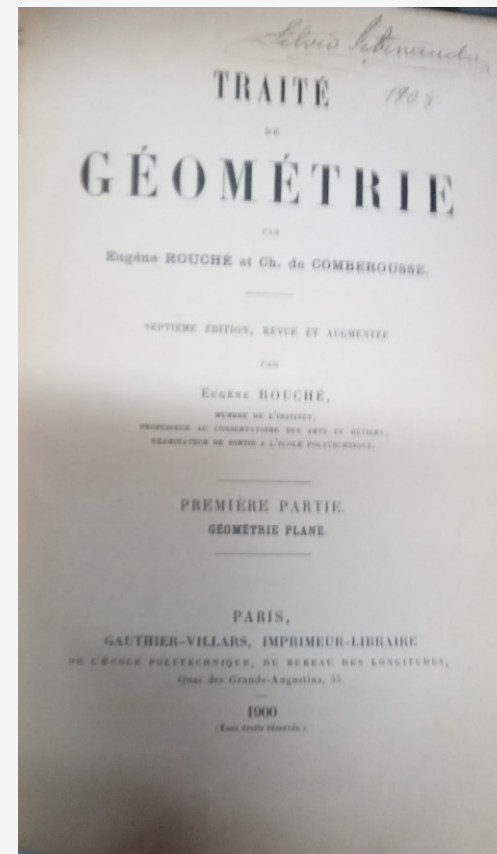 Silvio
1908
TRAITÉ
DE
GÉOMÉTRIE
PAR
Eugéne ROUCHÉ et Ch. de COMBEROUSSE.
SEPTIÈME ÉDITION, REVUE ET AUGMENTÉE
PAR
EUGÈNE ROUCHÉ,
MEMBRE DE L'INSTITUT,
PROFESSEUR AU CONSERVATOIRE DES ARTS ET MÉTIERS,
EXAMINATEUR DE SORTIE A L'ÉCOLE POLYTECHNIQUE.
PREMIÈRE PARTIE.
GÉOMÉTRIE PLANE.
PARIS,
GAUTHIER-VILLARS, IMPRIMEUR-LIBRAIRE
DE L'ÉCOLE POLYTECHNIQUE, DU BUREAU DES LONGITUDES,
Quai des Grands-Augustins, 55.
1900
(Tous droits réservés.)